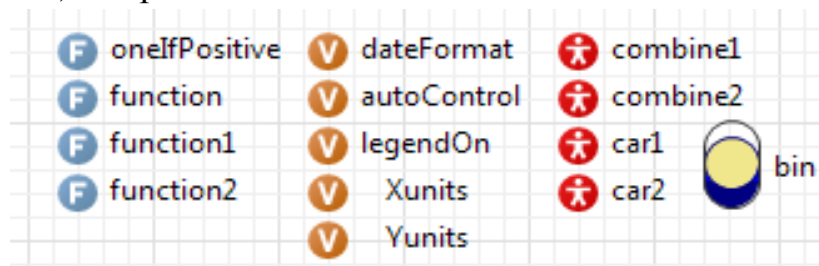 F oneIfPositive V dateFormat combine1
F function V autoControl combine2
F function1 V legendOn car1 bin
F function2 V Xunits car2
V Yunits